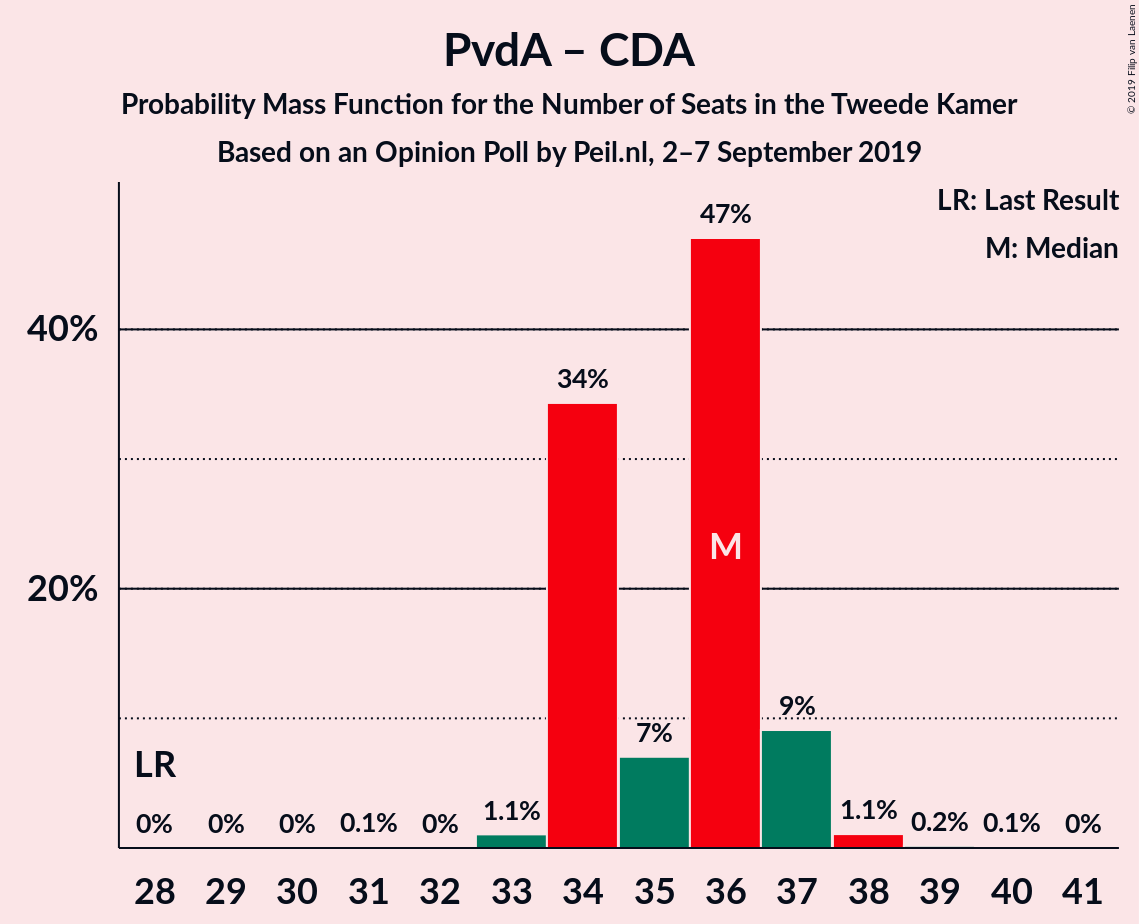 PvdA – CDA
Probability Mass Function for the Number of Seats in the Tweede Kamer
Based on an Opinion Poll by Peil.nl, 2–7 September 2019
© 2019 Filip van Laenen
LR: Last Result
M: Median
47%
40%
34%
M
20%
9%
7%
LR
0% 0% 0% 0.1% 0% 1.1% 1.1% 0.2% 0.1% 0%
28 29 30 31 32 33 34 35 36 37 38 39 40 41